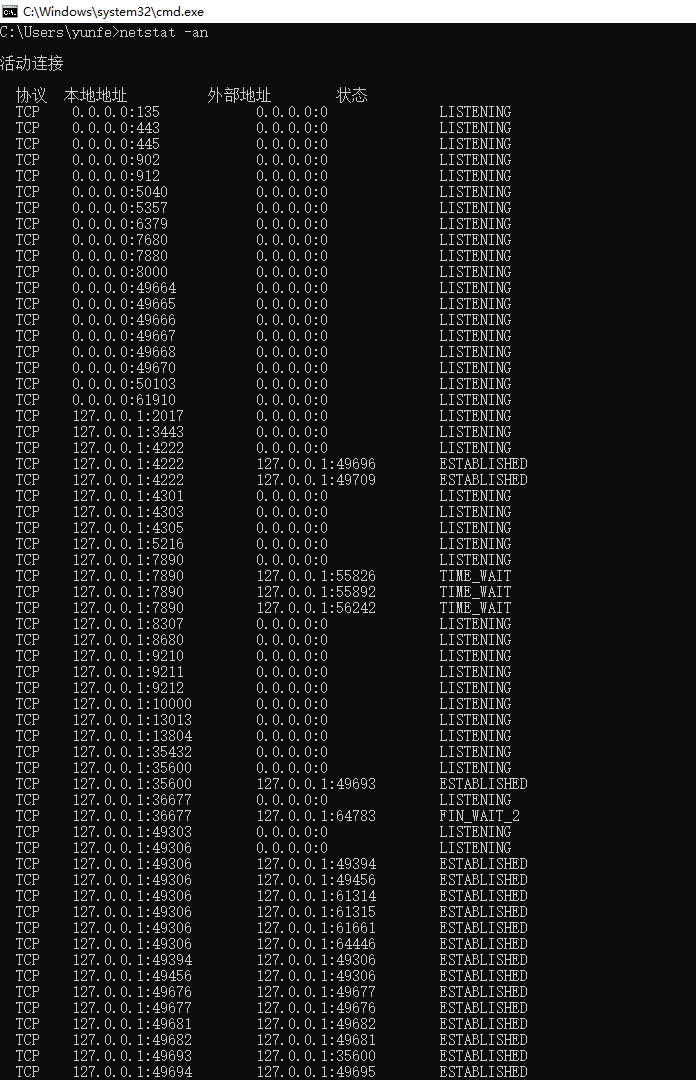 C:\Windows\system32\cmd.exe
C:\Users\yunfe>netstat -an
活动连接
协议 本地地址 外部地址 状态
TCP 0.0.0.0:135 0.0.0.0:0 LISTENING
TCP 0.0.0.0:443 0.0.0.0:0 LISTENING
TCP 0.0.0.0:445 0.0.0.0:0 LISTENING
TCP 0.0.0.0:902 0.0.0.0:0 LISTENING
TCP 0.0.0.0:912 0.0.0.0:0 LISTENING
TCP 0.0.0.0:5040 0.0.0.0:0 LISTENING
TCP 0.0.0.0:5357 0.0.0.0:0 LISTENING
TCP 0.0.0.0:6379 0.0.0.0:0 LISTENING
TCP 0.0.0.0:7680 0.0.0.0:0 LISTENING
TCP 0.0.0.0:7880 0.0.0.0:0 LISTENING
TCP 0.0.0.0:8000 0.0.0.0:0 LISTENING
TCP 0.0.0.0:49664 0.0.0.0:0 LISTENING
TCP 0.0.0.0:49665 0.0.0.0:0 LISTENING
TCP 0.0.0.0:49666 0.0.0.0:0 LISTENING
TCP 0.0.0.0:49667 0.0.0.0:0 LISTENING
TCP 0.0.0.0:49668 0.0.0.0:0 LISTENING
TCP 0.0.0.0:49670 0.0.0.0:0 LISTENING
TCP 0.0.0.0:50103 0.0.0.0:0 LISTENING
TCP 0.0.0.0:61910 0.0.0.0:0 LISTENING
TCP 127.0.0.1:2017 0.0.0.0:0 LISTENING
TCP 127.0.0.1:3443 0.0.0.0:0 LISTENING
TCP 127.0.0.1:4222 0.0.0.0:0 LISTENING
TCP 127.0.0.1:4222 127.0.0.1:49696 ESTABLISHED
TCP 127.0.0.1:4222 127.0.0.1:49709 ESTABLISHED
TCP 127.0.0.1:4301 0.0.0.0:0 LISTENING
TCP 127.0.0.1:4303 0.0.0.0:0 LISTENING
TCP 127.0.0.1:4305 0.0.0.0:0 LISTENING
TCP 127.0.0.1:5216 0.0.0.0:0 LISTENING
TCP 127.0.0.1:7890 0.0.0.0:0 LISTENING
TCP 127.0.0.1:7890 127.0.0.1:55826 TIME_WAIT
TCP 127.0.0.1:7890 127.0.0.1:55892 TIME_WAIT
TCP 127.0.0.1:7890 127.0.0.1:56242 TIME_WAIT
TCP 127.0.0.1:8307 0.0.0.0:0 LISTENING
TCP 127.0.0.1:8680 0.0.0.0:0 LISTENING
TCP 127.0.0.1:9210 0.0.0.0:0 LISTENING
TCP 127.0.0.1:9211 0.0.0.0:0 LISTENING
TCP 127.0.0.1:9212 0.0.0.0:0 LISTENING
TCP 127.0.0.1:10000 0.0.0.0:0 LISTENING
TCP 127.0.0.1:13013 0.0.0.0:0 LISTENING
TCP 127.0.0.1:13804 0.0.0.0:0 LISTENING
TCP 127.0.0.1:35432 0.0.0.0:0 LISTENING
TCP 127.0.0.1:35600 0.0.0.0:0 LISTENING
TCP 127.0.0.1:35600 127.0.0.1:49693 ESTABLISHED
TCP 127.0.0.1:36677 0.0.0.0:0 LISTENING
TCP 127.0.0.1:36677 127.0.0.1:64783 FIN_WAIT_2
TCP 127.0.0.1:49303 0.0.0.0:0 LISTENING
TCP 127.0.0.1:49306 0.0.0.0:0 LISTENING
TCP 127.0.0.1:49306 127.0.0.1:49394 ESTABLISHED
TCP 127.0.0.1:49306 127.0.0.1:49456 ESTABLISHED
TCP 127.0.0.1:49306 127.0.0.1:61314 ESTABLISHED
TCP 127.0.0.1:49306 127.0.0.1:61315 ESTABLISHED
TCP 127.0.0.1:49306 127.0.0.1:61661 ESTABLISHED
TCP 127.0.0.1:49306 127.0.0.1:64446 ESTABLISHED
TCP 127.0.0.1:49394 127.0.0.1:49306 ESTABLISHED
TCP 127.0.0.1:49456 127.0.0.1:49306 ESTABLISHED
TCP 127.0.0.1:49676 127.0.0.1:49677 ESTABLISHED
TCP 127.0.0.1:49677 127.0.0.1:49676 ESTABLISHED
TCP 127.0.0.1:49681 127.0.0.1:49682 ESTABLISHED
TCP 127.0.0.1:49682 127.0.0.1:49681 ESTABLISHED
TCP 127.0.0.1:49693 127.0.0.1:35600 ESTABLISHED
TCP 127.0.0.1:49694 127.0.0.1:49695 ESTABLISHED